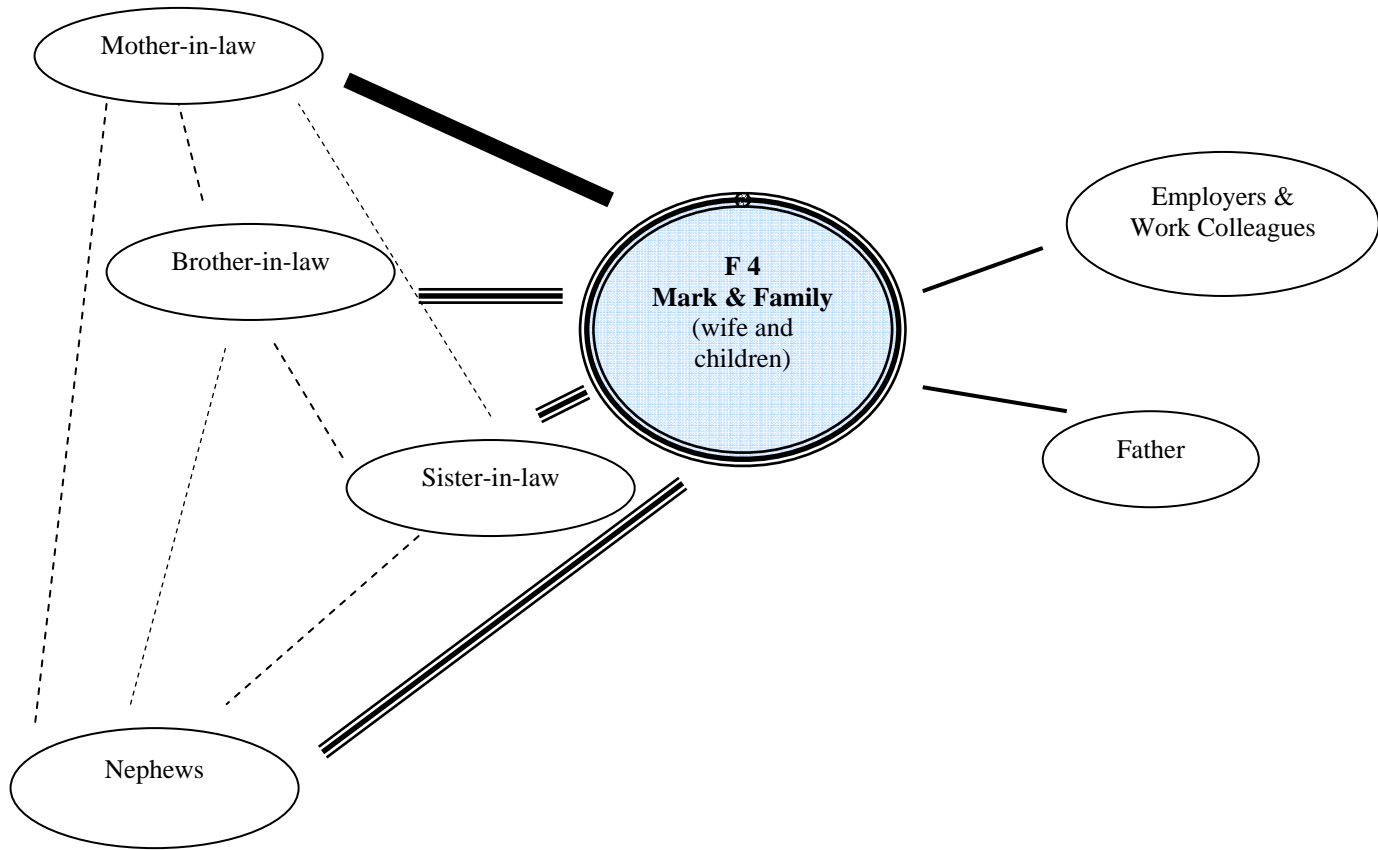 Mother-in-law
Brother-in-law
Sister-in-law
Nephews
F 4
Mark & Family
(wife and
children)
Employers &
Work Colleagues
Father